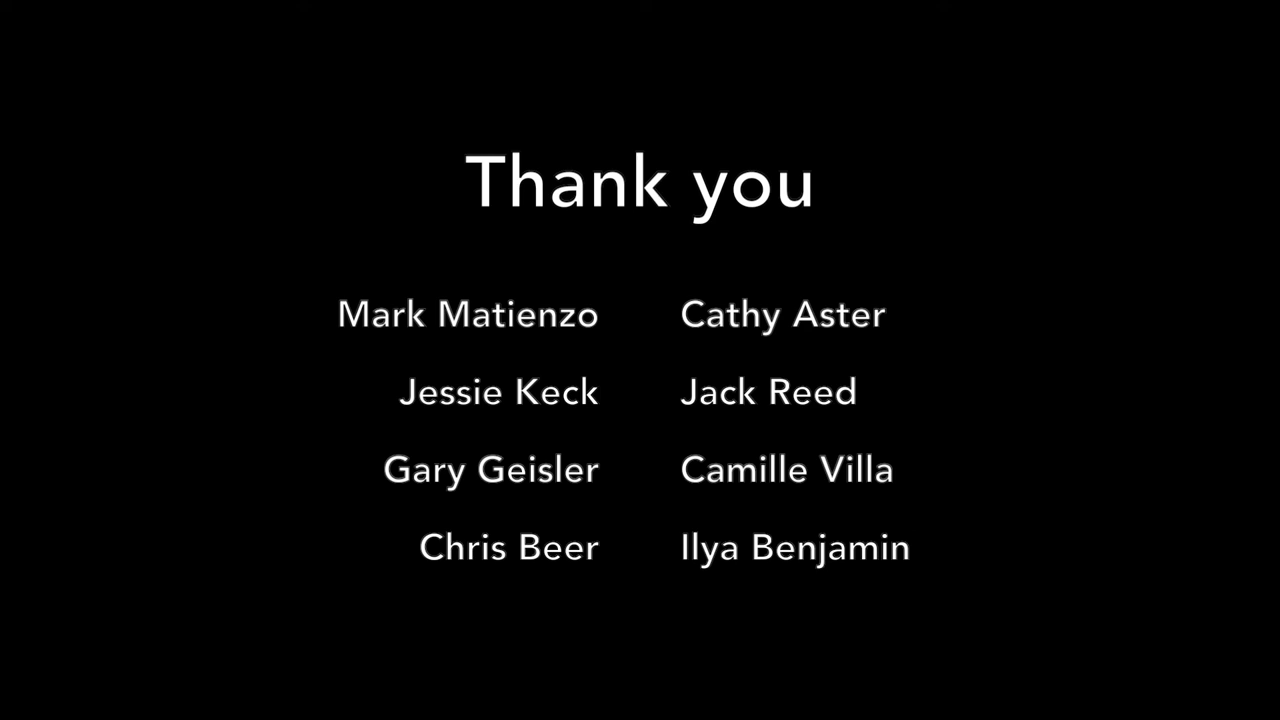 Thank you
Mark Matienzo Cathy Aster
Jessie Keck Jack Reed
Gary Geisler Camille Villa
Chris Beer Ilya Benjamin